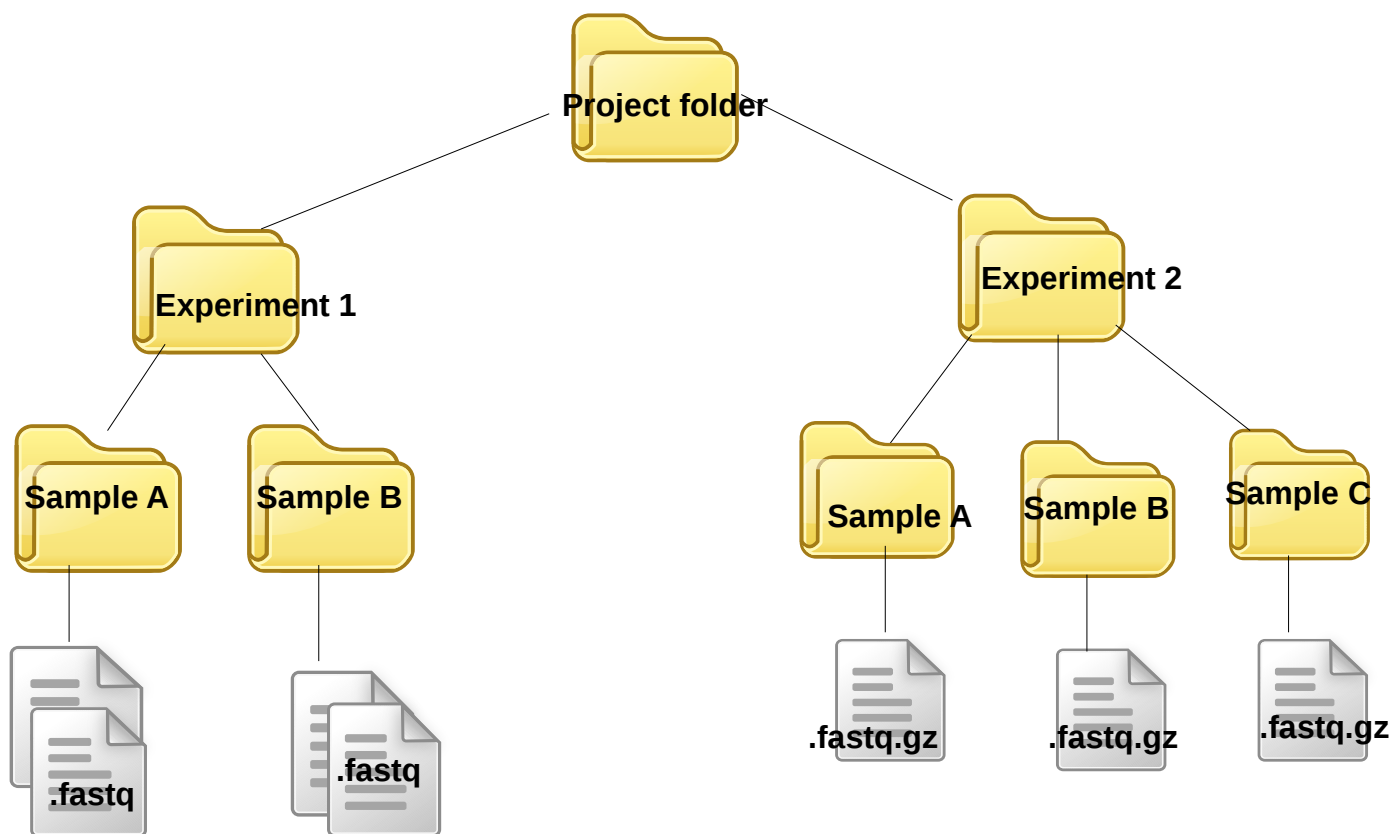 Project folder
Experiment 1
Experiment 2
Sample A
Sample B
Sample A
Sample B
Sample C
.fastq
.fastq
.fastq.gz
.fastq.gz
.fastq.gz